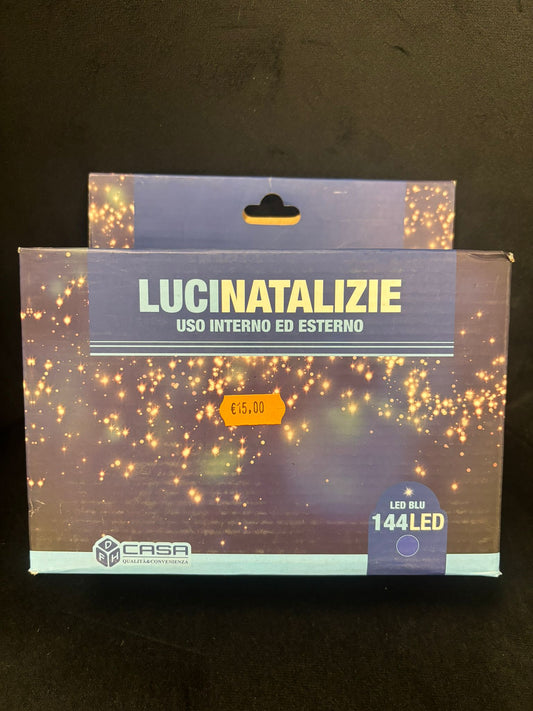 LUCINATALIZIE
USO INTERNO ED ESTERNO
€15,00
LED BLU
144LED
D F H CASA
QUALITÀ&CONVENIENZA